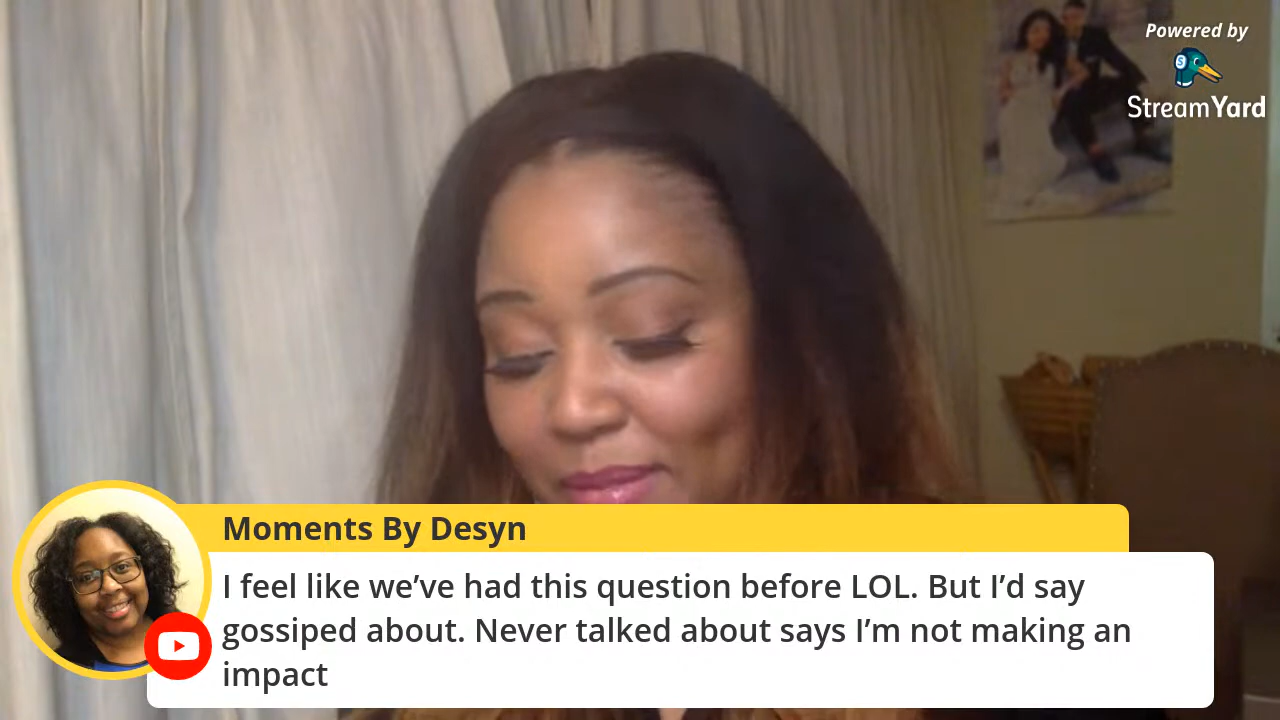 Powered by
StreamYard
Moments By Desyn
I feel like we’ve had this question before LOL. But I’d say
gossiped about. Never talked about says I’m not making an
impact